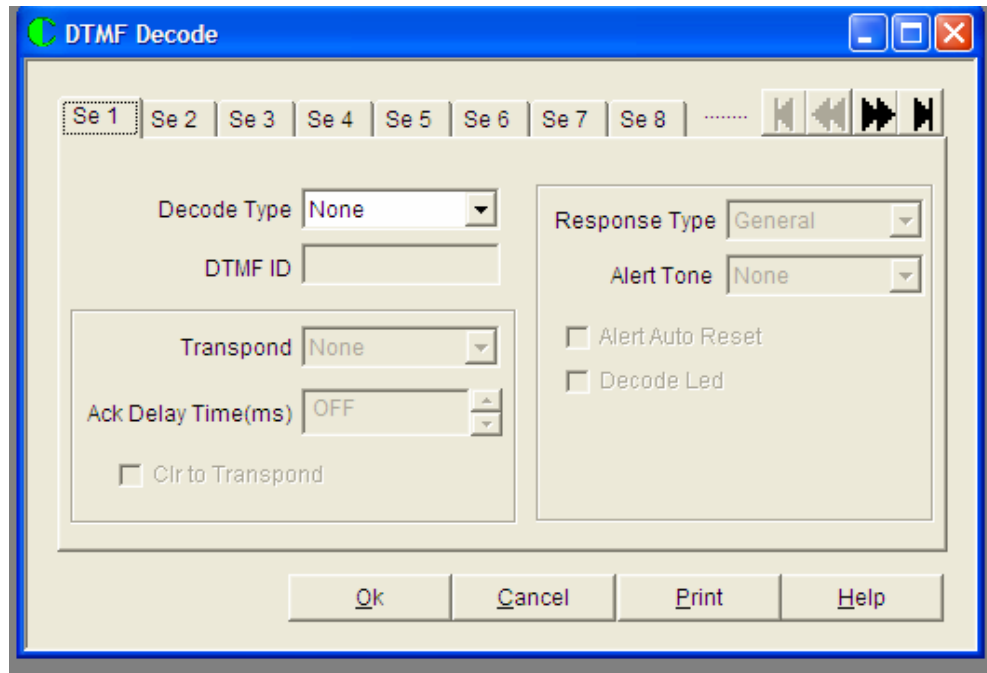 DTMF Decode
Se 1 Se 2 Se 3 Se 4 Se 5 Se 6 Se 7 Se 8 ........
Decode Type None
DTMF ID
Transpond None
Ack Delay Time(ms) OFF
Clr to Transpond
Response Type General
Alert Tone None
Alert Auto Reset
Decode Led
Ok Cancel Print Help